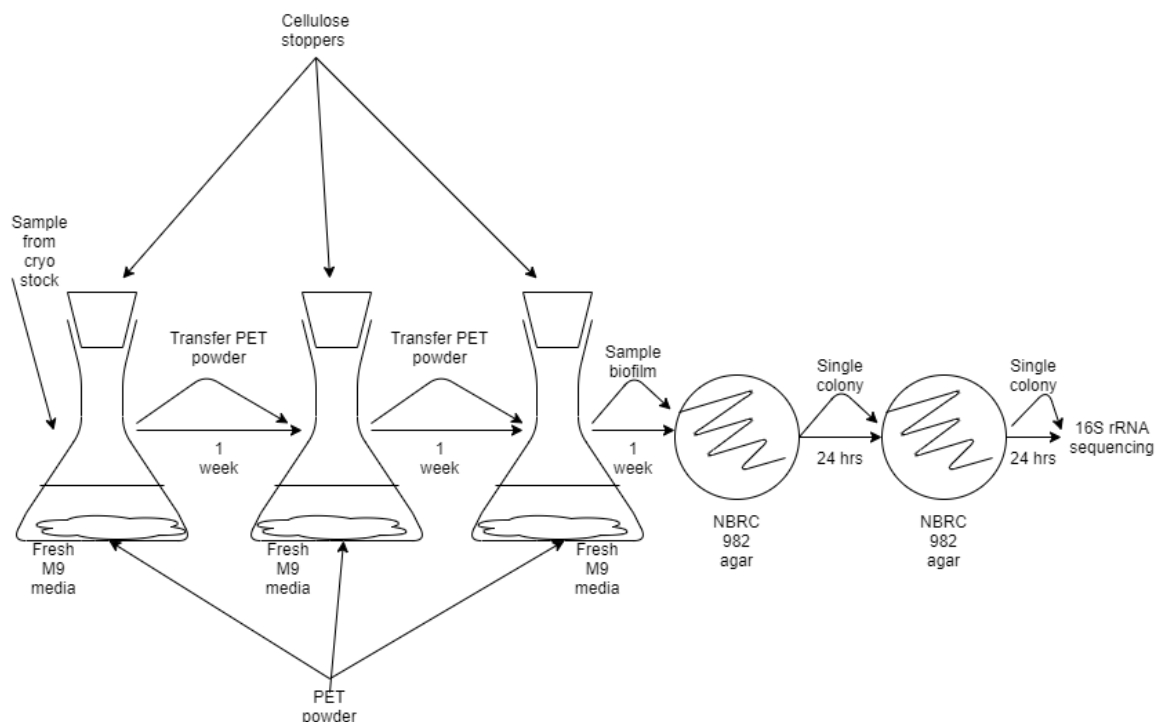 Cellulose
stoppers
Sample
from
cryo
stock
Transfer PET
powder
1
week
Transfer PET
powder
1
week
Sample
biofilm
1
week
Single
colony
24 hrs
Single
colony
24 hrs
16S rRNA
sequencing
Fresh
M9
media
Fresh
M9
media
Fresh
M9
media
NBRC
982
agar
NBRC
982
agar
PET
powder